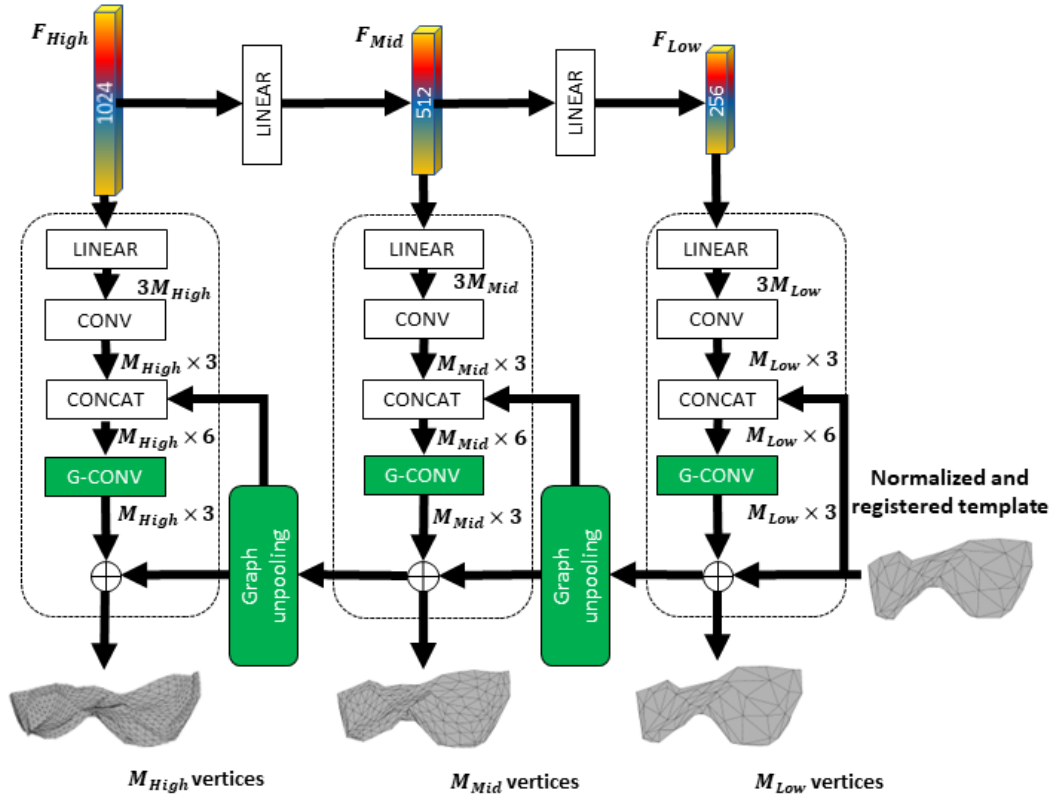 F_High
F_Mid
F_Low
1024
LINEAR
512
LINEAR
256
LINEAR
LINEAR
LINEAR
3M_High
3M_Mid
3M_Low
CONV
CONV
CONV
M_High × 3
M_Mid × 3
M_Low × 3
CONCAT
CONCAT
CONCAT
M_High × 6
M_Mid × 6
M_Low × 6
G-CONV
G-CONV
G-CONV
Normalized and
registered template
M_High × 3
M_Mid × 3
M_Low × 3
Graph
unpooling
Graph
unpooling
M_High vertices
M_Mid vertices
M_Low vertices